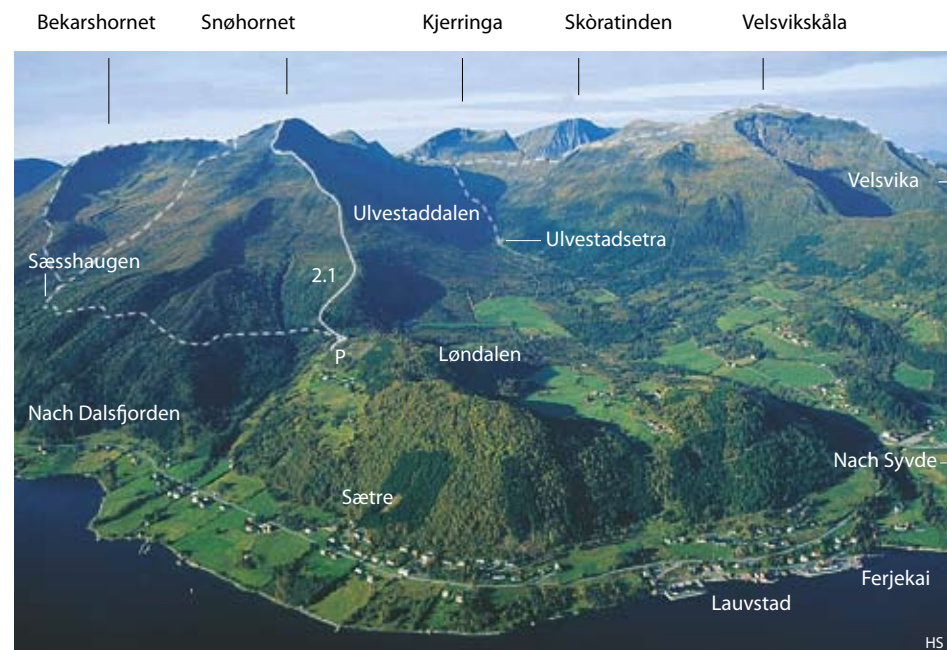 Bekarshornet Snøhornet Kjerringa Skòratinden Velsvikskåla
Velsvika
Ulvestaddalen
Ulvestadsetra
Sæsshaugen
2.1
P
Løndalen
Nach Dalsfjorden
Nach Syvde
Sætre
Ferjekai
Lauvstad
HS